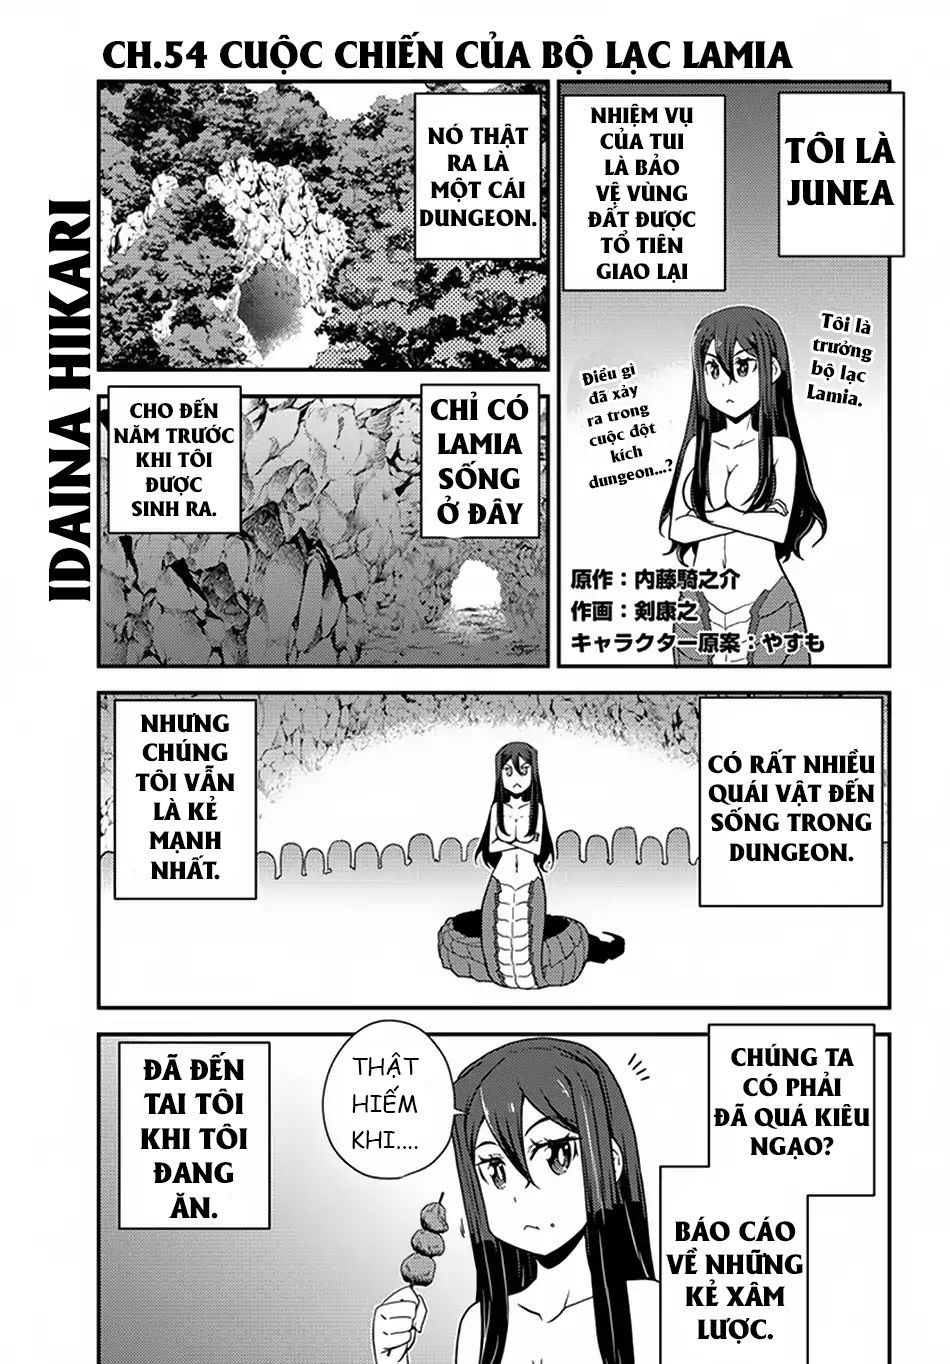 CH.54 CUỘC CHIẾN CỦA BỘ LẠC LAMIA
IDAINA HIKARI
TÔI LÀ
JUNEA
NHIỆM VỤ
CỦA TUI
LÀ BẢO
VỆ VÙNG
ĐẤT ĐƯỢC
TỔ TIÊN
GIAO LẠI
Tôi là
trưởng
bộ lạc
Lamia.
Điều gì
đã xảy
ra trong
cuộc đột
kích
dungeon...?
原作：内藤騎之介
作画：剣康之
キャラクター原案：やすも
NÓ THẬT
RA LÀ
MỘT CÁI
DUNGEON.
CHỈ CÓ
LAMIA
SỐNG
Ở ĐÂY
CHO ĐẾN
NĂM TRƯỚC
KHI TÔI
ĐƯỢC
SINH RA.
CÓ RẤT NHIỀU
QUÁI VẬT ĐẾN
SỐNG TRONG
DUNGEON.
NHƯNG
CHÚNG
TÔI VẪN
LÀ KẺ
MẠNH
NHẤT.
CHÚNG TA
CÓ PHẢI
ĐÃ QUÁ KIÊU
NGẠO?
BÁO CÁO
VỀ NHỮNG
KẺ XÂM
LƯỢC.
THẬT
HIẾM
KHI....
ĐÃ ĐẾN
TAI TÔI
KHI TÔI
ĐANG
ĂN.